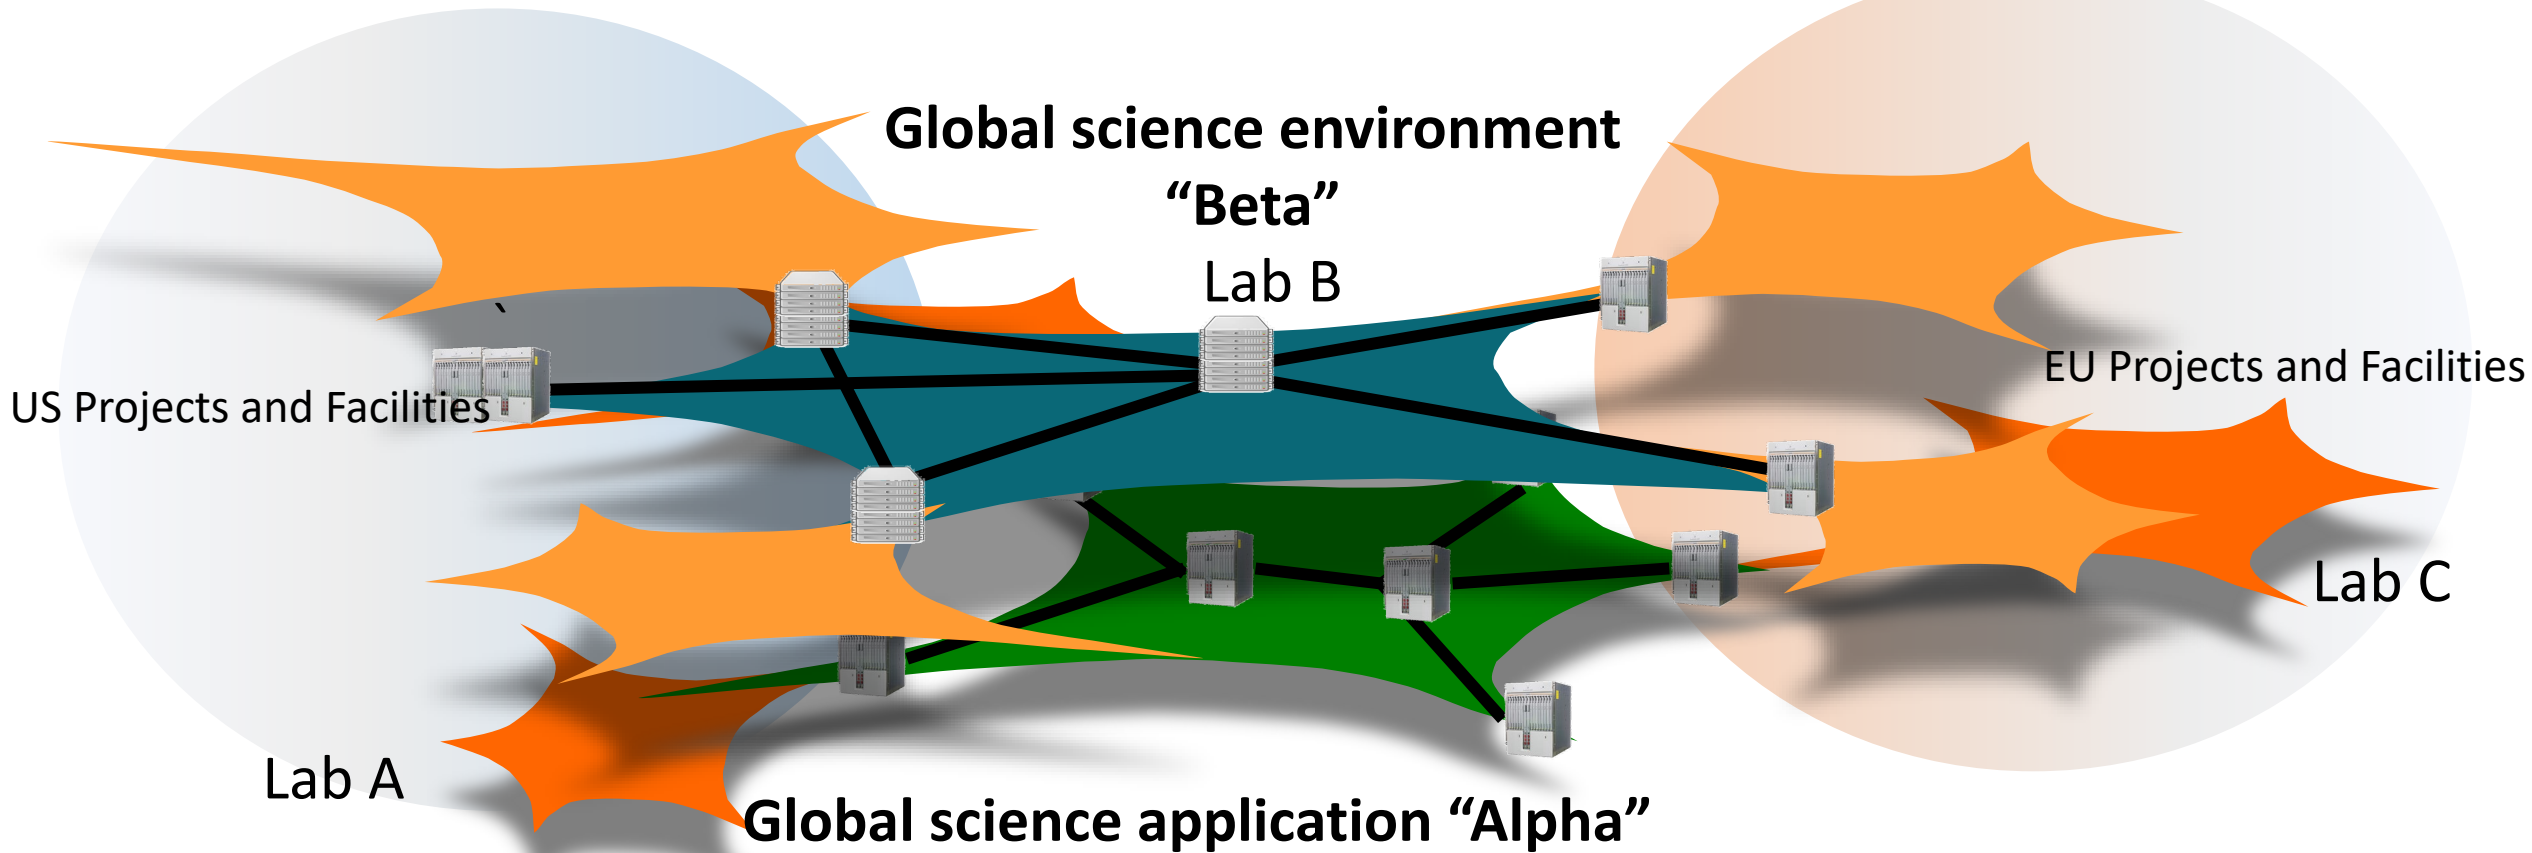 Global science environment
“Beta”
Lab B
US Projects and Facilities
EU Projects and Facilities
Lab C
Lab A
Global science application “Alpha”